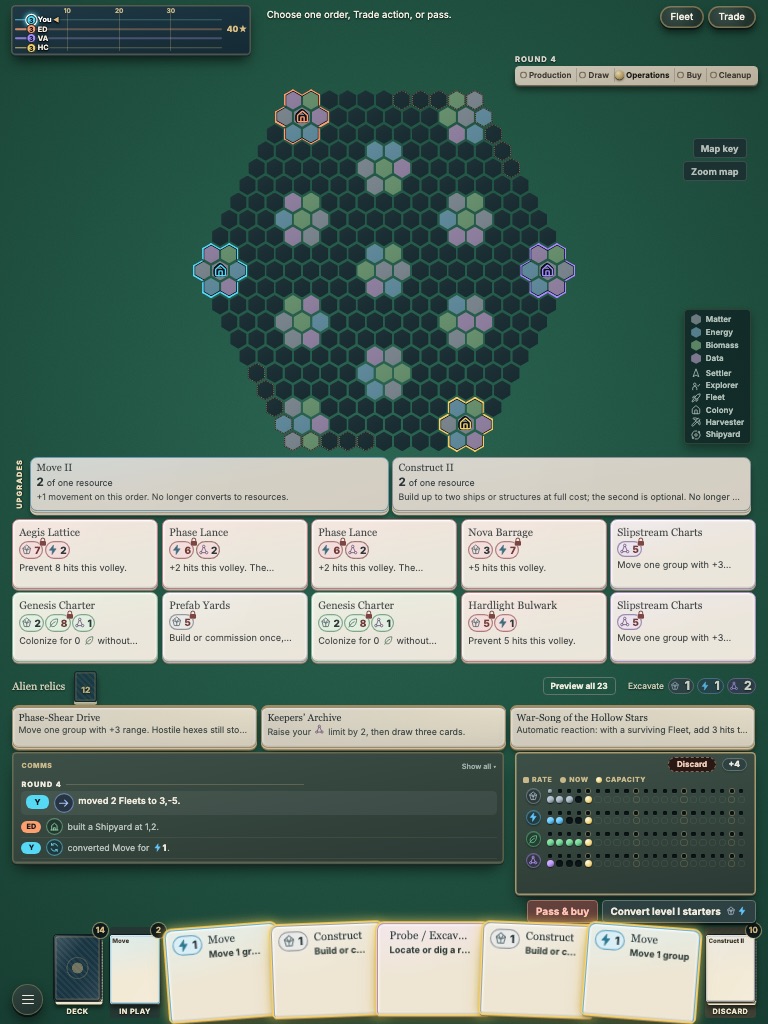 10 20 30
3 You
3 ED
3 VA
3 HC
40
Choose one order, Trade action, or pass.
Fleet
Trade
ROUND 4
Production
Draw
Operations
Buy
Cleanup
Map key
Zoom map
Matter
Energy
Biomass
Data
Settler
Explorer
Fleet
Colony
Harvester
Shipyard
UPGRADES
Move II
2 of one resource
+1 movement on this order. No longer converts to resources.
Construct II
2 of one resource
Build up to two ships or structures at full cost; the second is optional. No longer ...
Aegis Lattice
7 2
Prevent 8 hits this volley.
Phase Lance
6 2
+2 hits this volley. The...
Phase Lance
6 2
+2 hits this volley. The...
Nova Barrage
3 7
+5 hits this volley.
Slipstream Charts
5
Move one group with +3...
Genesis Charter
2 8 1
Colonize for 0 without...
Prefab Yards
5
Build or commission once,...
Genesis Charter
2 8 1
Colonize for 0 without...
Hardlight Bulwark
5 1
Prevent 5 hits this volley.
Slipstream Charts
5
Move one group with +3...
Alien relics
12
Preview all 23
Excavate 1 1 2
Phase-Shear Drive
Move one group with +3 range. Hostile hexes still sto...
Keepers' Archive
Raise your limit by 2, then draw three cards.
War-Song of the Hollow Stars
Automatic reaction: with a surviving Fleet, add 3 hits t...
COMMS
Show all
ROUND 4
Y moved 2 Fleets to 3,-5.
ED built a Shipyard at 1,2.
Y converted Move for 1.
Discard
+4
RATE NOW CAPACITY
Pass & buy
Convert level I starters
14
DECK
2
Move
IN PLAY
1 Move
Move 1 gr...
1 Construct
Build or c...
Probe / Excav...
Locate or dig a r...
1 Construct
Build or c...
1 Move
Move 1 group
10
Construct II
DISCARD